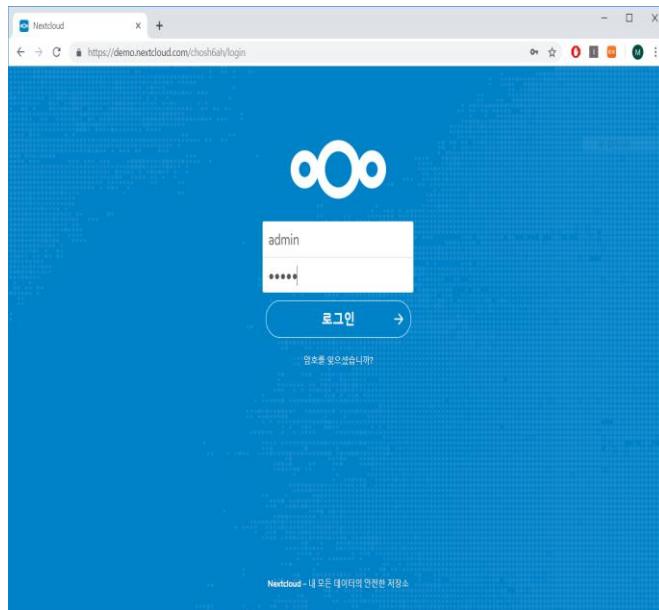 Nextcloud
https://demo.nextcloud.com/chosh6ah/login
admin
로그인
암호를 잊으셨습니까?
Nextcloud – 내 모든 데이터의 안전한 저장소